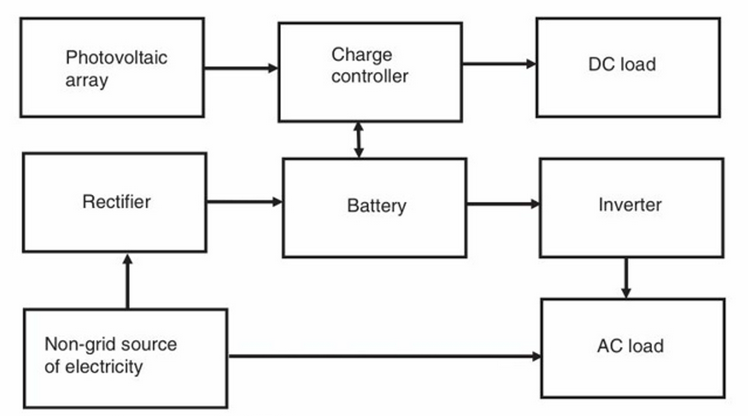 Photovoltaic
array
Charge
controller
DC load
Rectifier
Battery
Inverter
Non-grid source
of electricity
AC load